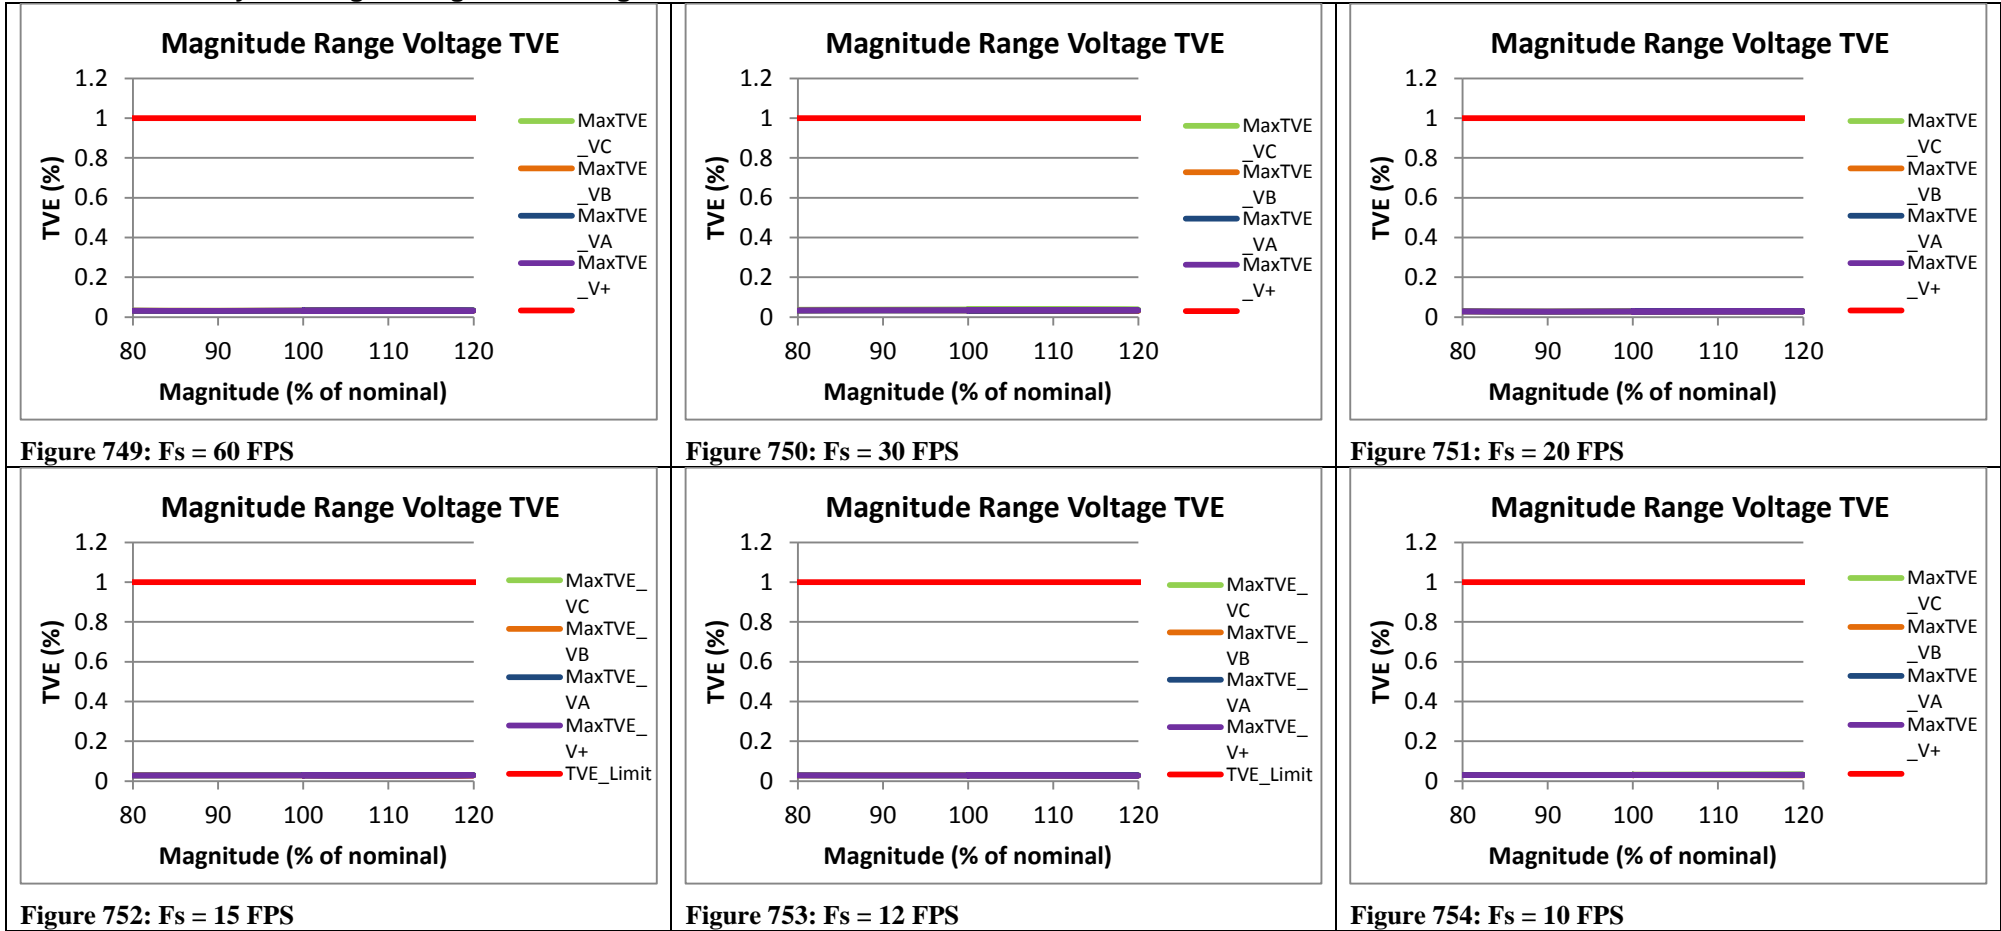 Magnitude Range Voltage TVE
1.2
1
0.8
0.6
0.4
0.2
0
TVE (%)
80 90 100 110 120
Magnitude (% of nominal)
MaxTVE
_VC
MaxTVE
_VB
MaxTVE
_VA
MaxTVE
_V+
Figure 749: Fs = 60 FPS
Magnitude Range Voltage TVE
1.2
1
0.8
0.6
0.4
0.2
0
TVE (%)
80 90 100 110 120
Magnitude (% of nominal)
MaxTVE
_VC
MaxTVE
_VB
MaxTVE
_VA
MaxTVE
_V+
Figure 750: Fs = 30 FPS
Magnitude Range Voltage TVE
1.2
1
0.8
0.6
0.4
0.2
0
TVE (%)
80 90 100 110 120
Magnitude (% of nominal)
MaxTVE
_VC
MaxTVE
_VB
MaxTVE
_VA
MaxTVE
_V+
Figure 751: Fs = 20 FPS
Magnitude Range Voltage TVE
1.2
1
0.8
0.6
0.4
0.2
0
TVE (%)
80 90 100 110 120
Magnitude (% of nominal)
MaxTVE_
VC
MaxTVE_
VB
MaxTVE_
VA
MaxTVE_
V+
TVE_Limit
Figure 752: Fs = 15 FPS
Magnitude Range Voltage TVE
1.2
1
0.8
0.6
0.4
0.2
0
TVE (%)
80 90 100 110 120
Magnitude (% of nominal)
MaxTVE_
VC
MaxTVE_
VB
MaxTVE_
VA
MaxTVE_
V+
TVE_Limit
Figure 753: Fs = 12 FPS
Magnitude Range Voltage TVE
1.2
1
0.8
0.6
0.4
0.2
0
TVE (%)
80 90 100 110 120
Magnitude (% of nominal)
MaxTVE
_VC
MaxTVE
_VB
MaxTVE
_VA
MaxTVE
_V+
Figure 754: Fs = 10 FPS